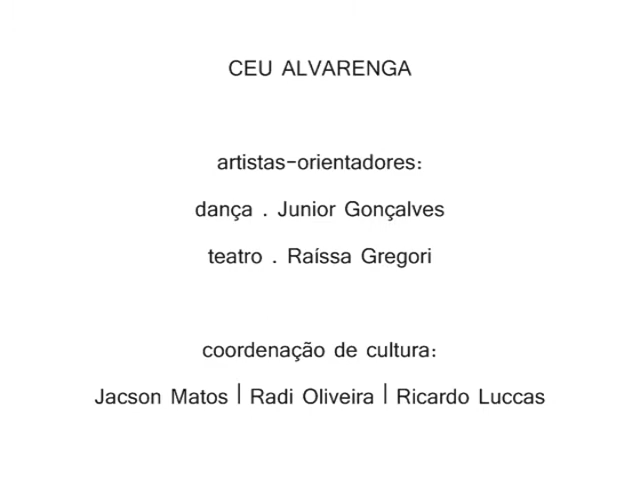 CEU ALVARENGA
artistas-orientadores:
dança . Junior Gonçalves
teatro . Raíssa Gregori
coordenação de cultura:
Jacson Matos | Radi Oliveira | Ricardo Luccas